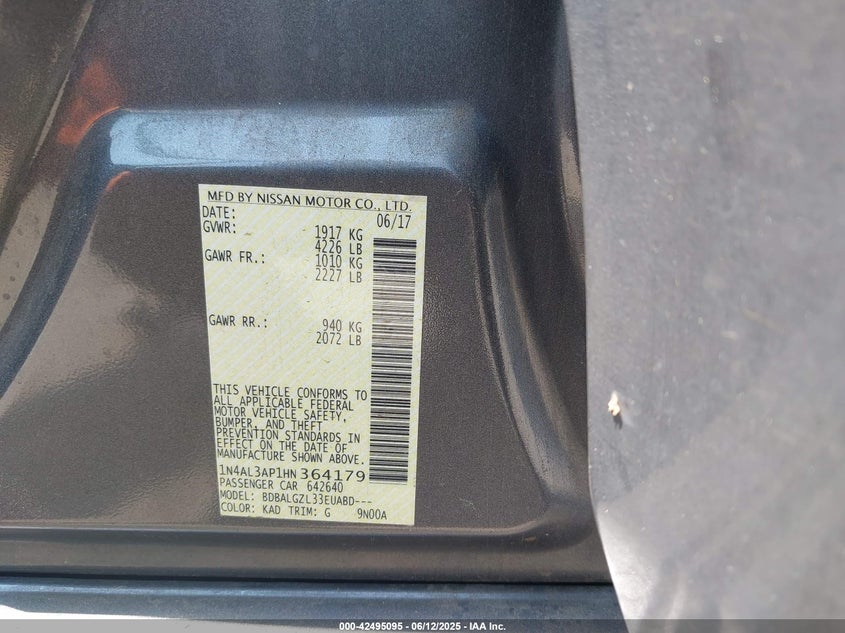 MFD BY NISSAN MOTOR CO., LTD.
DATE: 06/17
GVWR: 1917 KG
4226 LB
GAWR FR.: 1010 KG
2227 LB
GAWR RR.: 940 KG
2072 LB
THIS VEHICLE CONFORMS TO
ALL APPLICABLE FEDERAL
MOTOR VEHICLE SAFETY,
BUMPER, AND THEFT
PREVENTION STANDARDS IN
EFFECT ON THE DATE OF
MANUFACTURE SHOWN ABOVE.
1N4AL3AP1HN364179
PASSENGER CAR 642640
MODEL: BDBALGZL33EUABD---
COLOR: KAD TRIM: G 9N00A
000-42495095 - 06/12/2025 - IAA Inc.